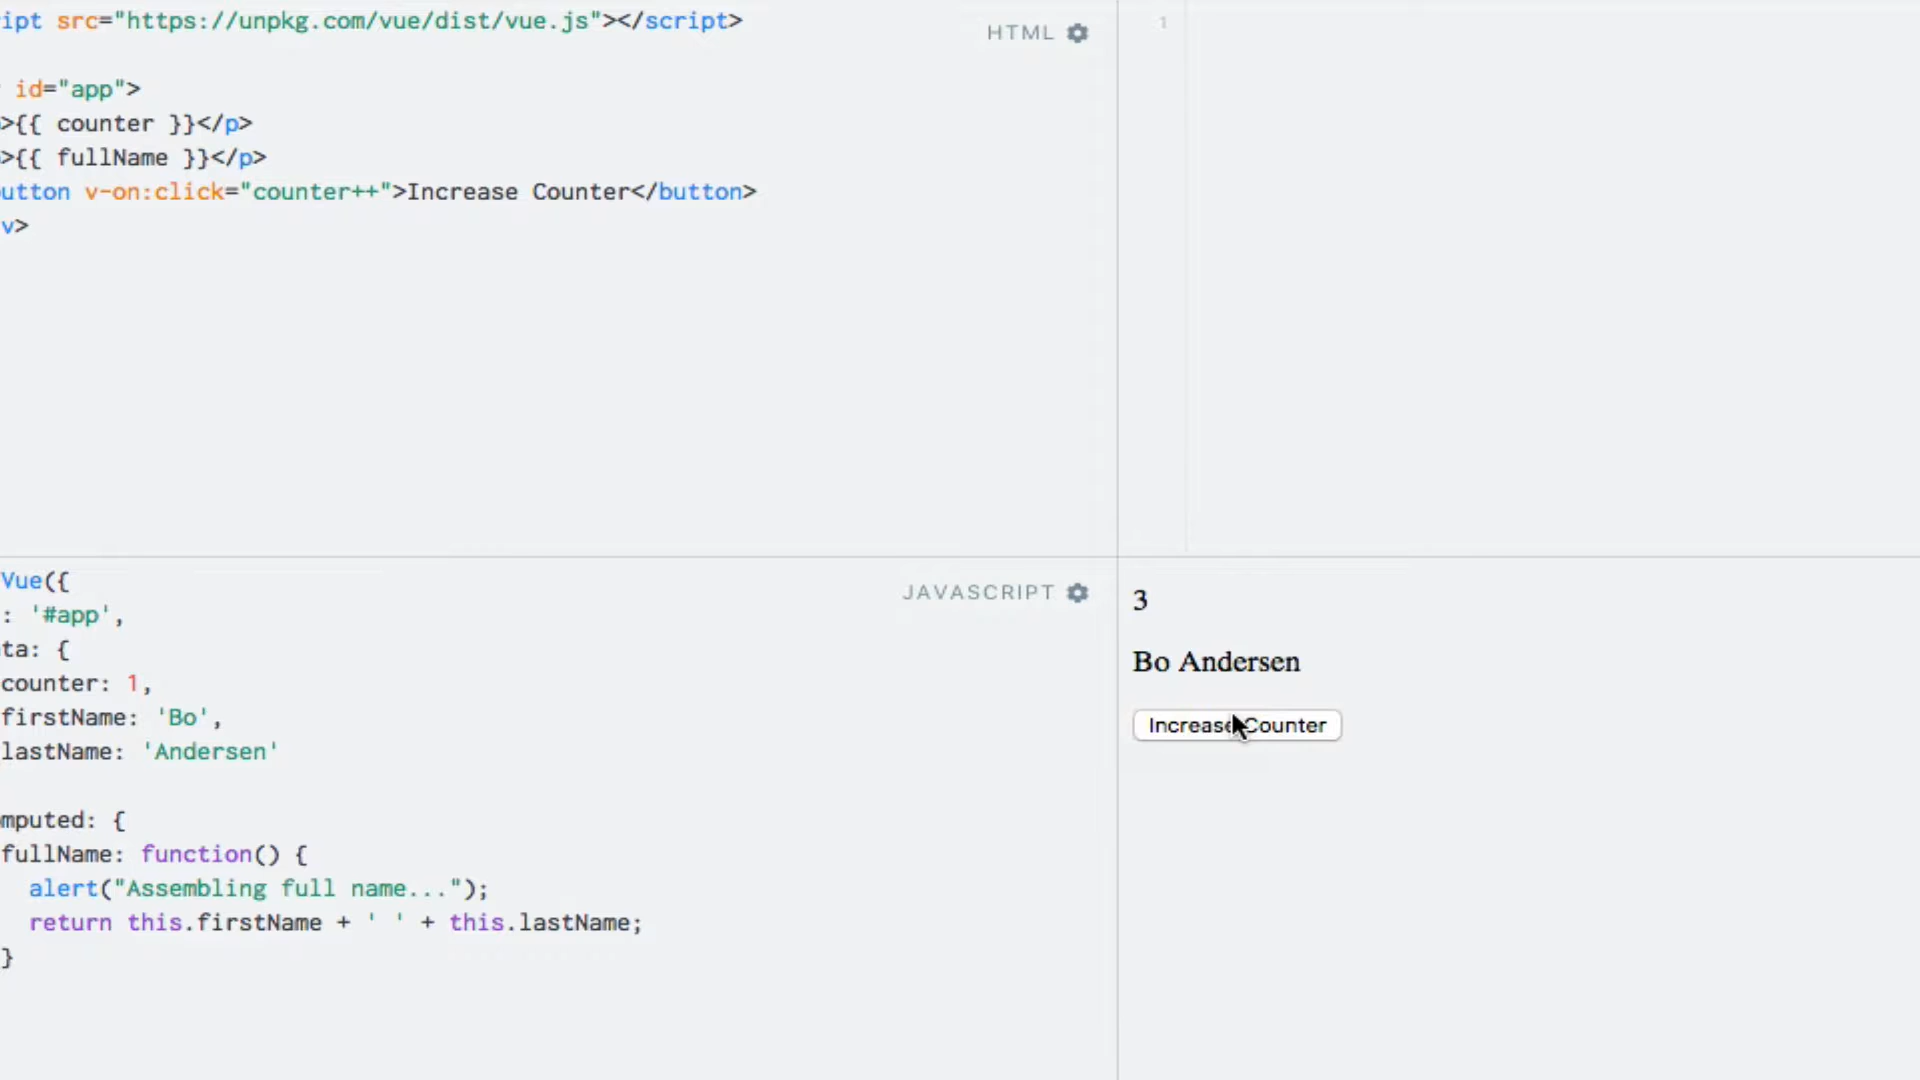 ipt src="https://unpkg.com/vue/dist/vue.js"></script>
HTML
id="app">
>{{ counter }}</p>
>{{ fullName }}</p>
utton v-on:click="counter++">Increase Counter</button>
v>
1
Vue({
JAVASCRIPT
: '#app',
ta: {
counter: 1,
firstName: 'Bo',
lastName: 'Andersen'
mputed: {
fullName: function() {
alert("Assembling full name...");
return this.firstName + ' ' + this.lastName;
}
3
Bo Andersen
Increase Counter